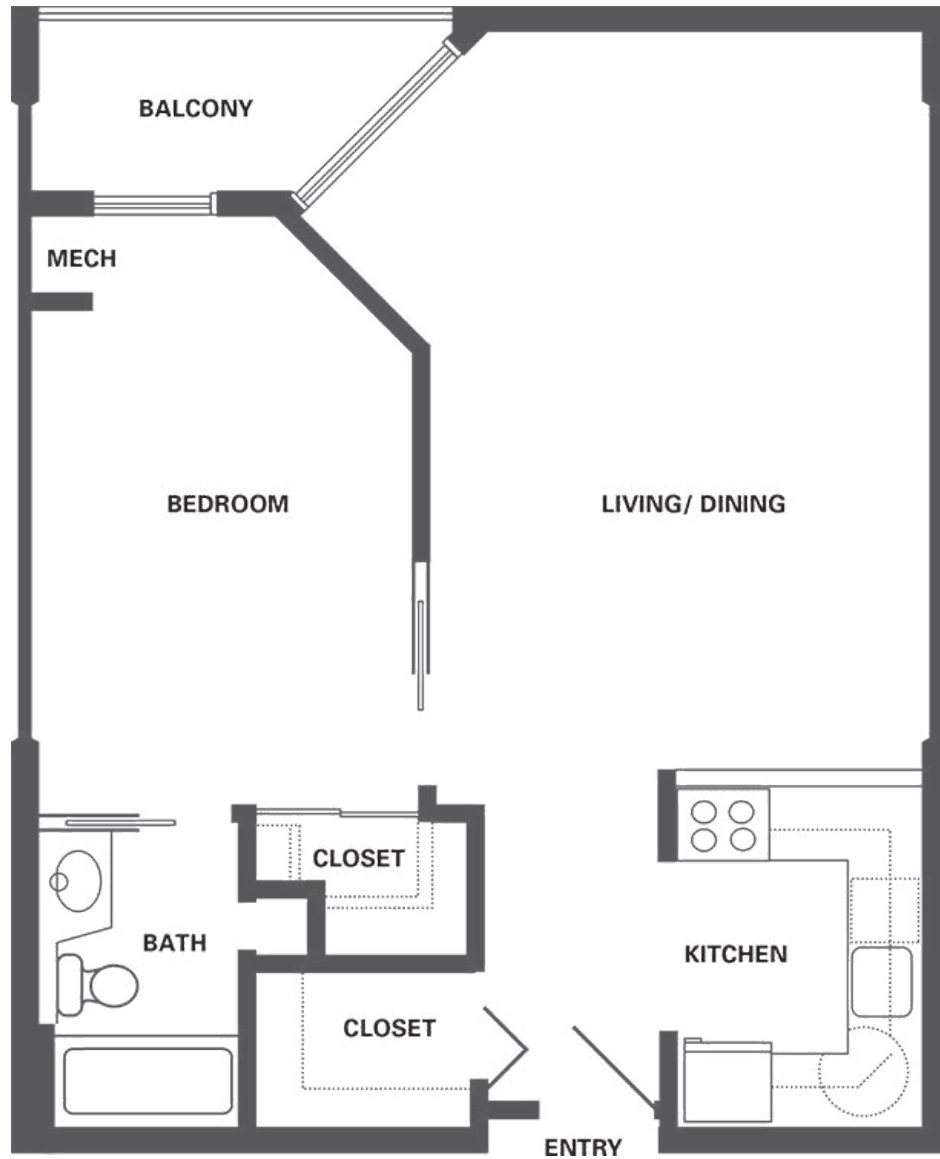 BALCONY
MECH
BEDROOM
LIVING/ DINING
CLOSET
BATH
KITCHEN
CLOSET
ENTRY